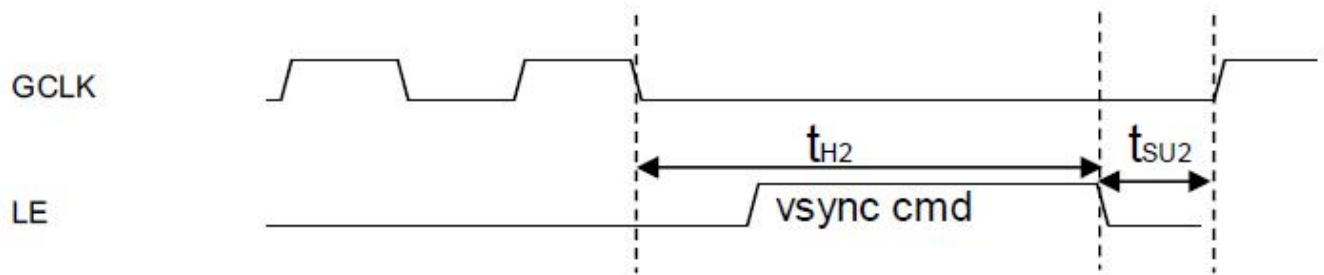 GCLK
tH2
tSU2
LE
vsync cmd